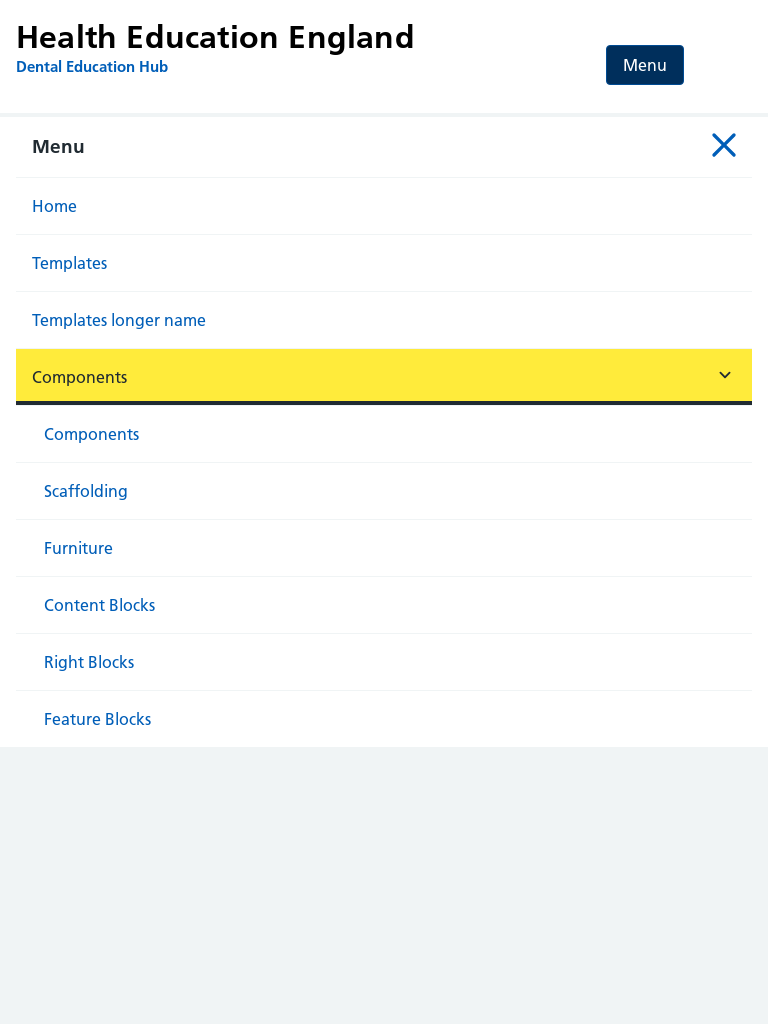 Health Education England
Dental Education Hub
Menu
Menu
Home
Templates
Templates longer name
Components
Components
Scaffolding
Furniture
Content Blocks
Right Blocks
Feature Blocks